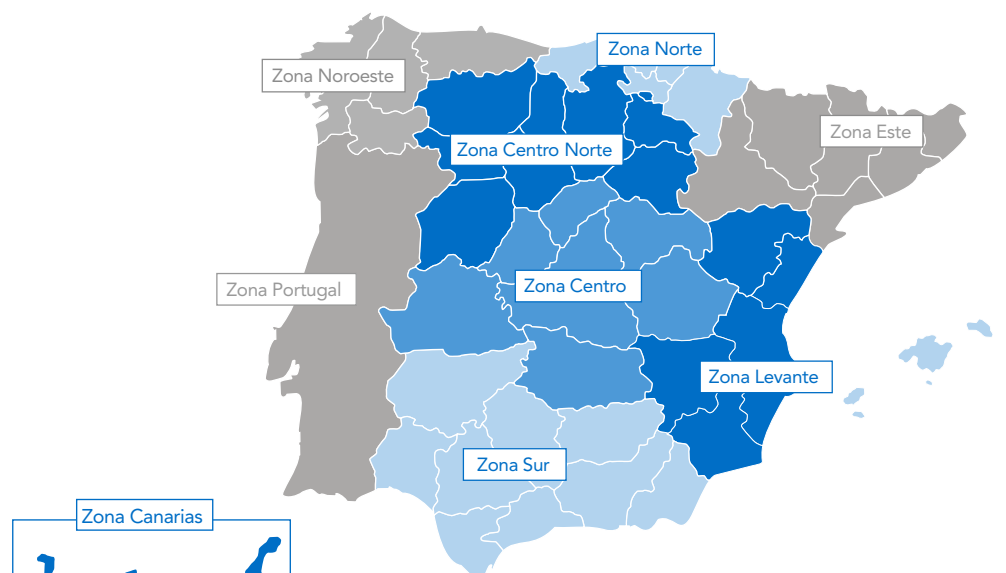 Zona Norte
Zona Noroeste
Zona Este
Zona Centro Norte
Zona Portugal
Zona Centro
Zona Levante
Zona Sur
Zona Canarias